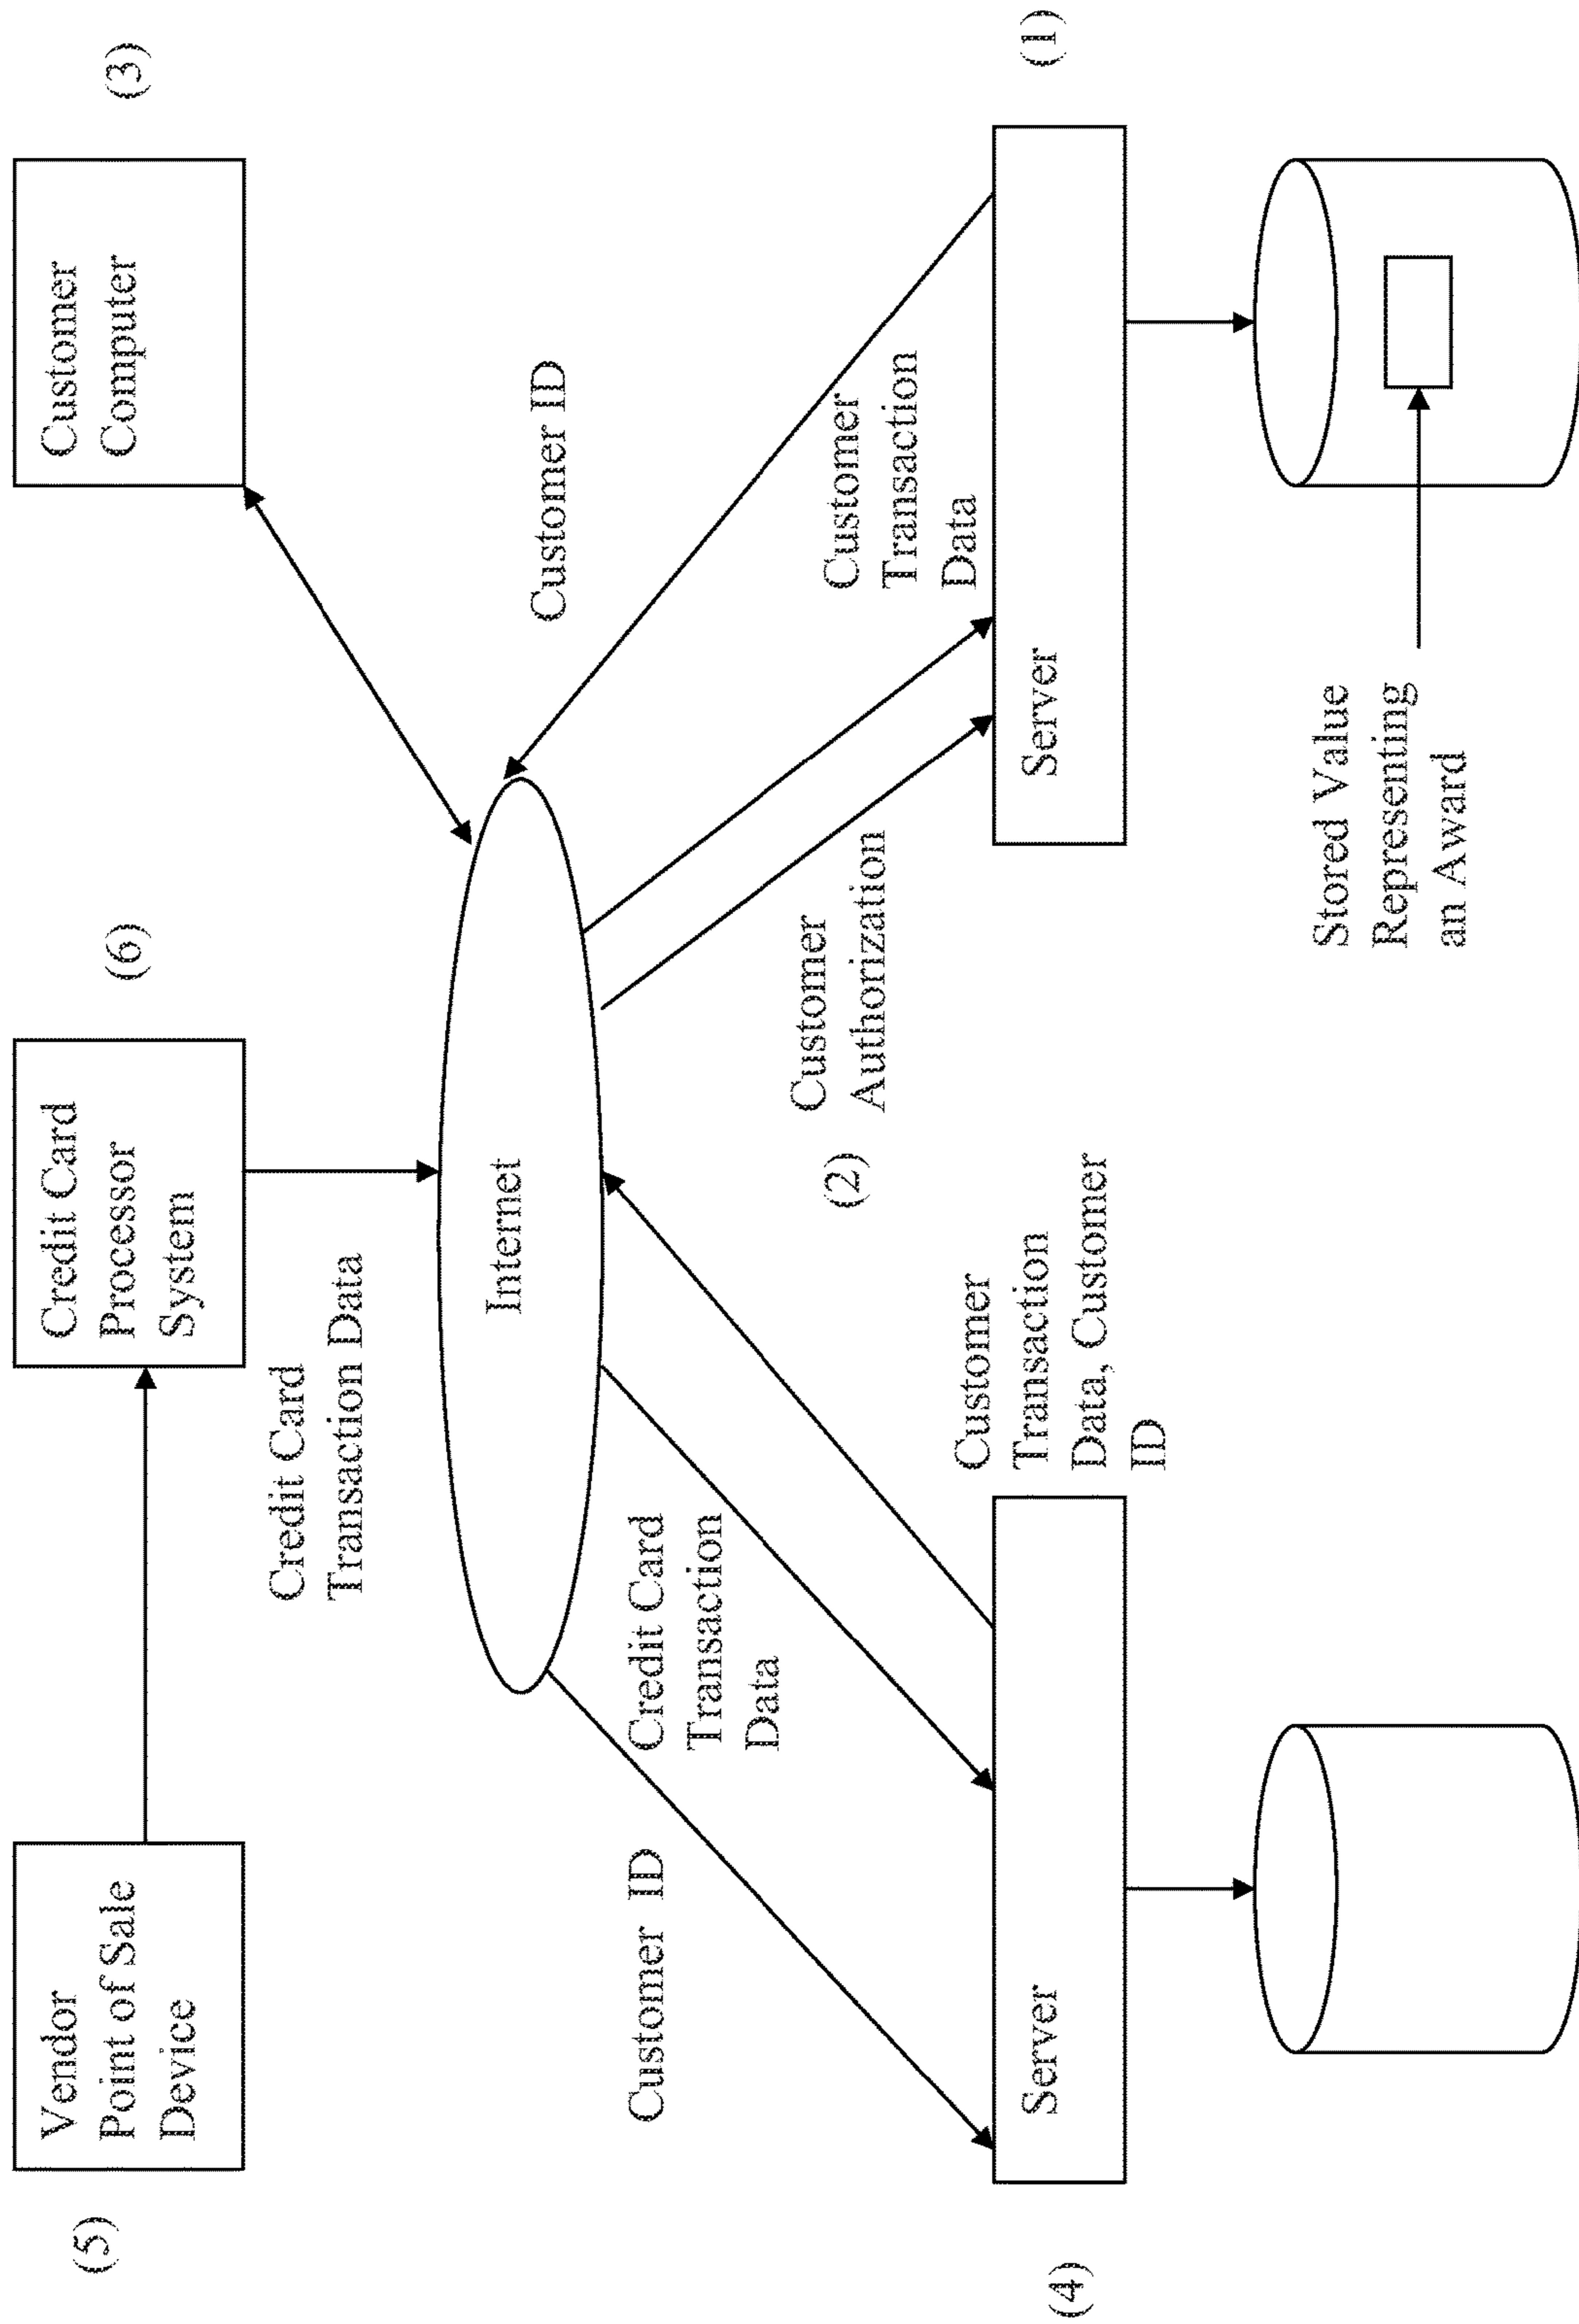 (5)
Vendor
Point of Sale
Device
Credit Card
Processor
System
(6)
Customer
Computer
(3)
Credit Card
Transaction Data
Internet
Customer ID
Customer ID
Credit Card
Transaction
Data
(2)
Customer
Authorization
Customer
Transaction
Data
Customer
Transaction
Data, Customer
ID
(4)
Server
Server
(1)
Stored Value
Representing
an Award